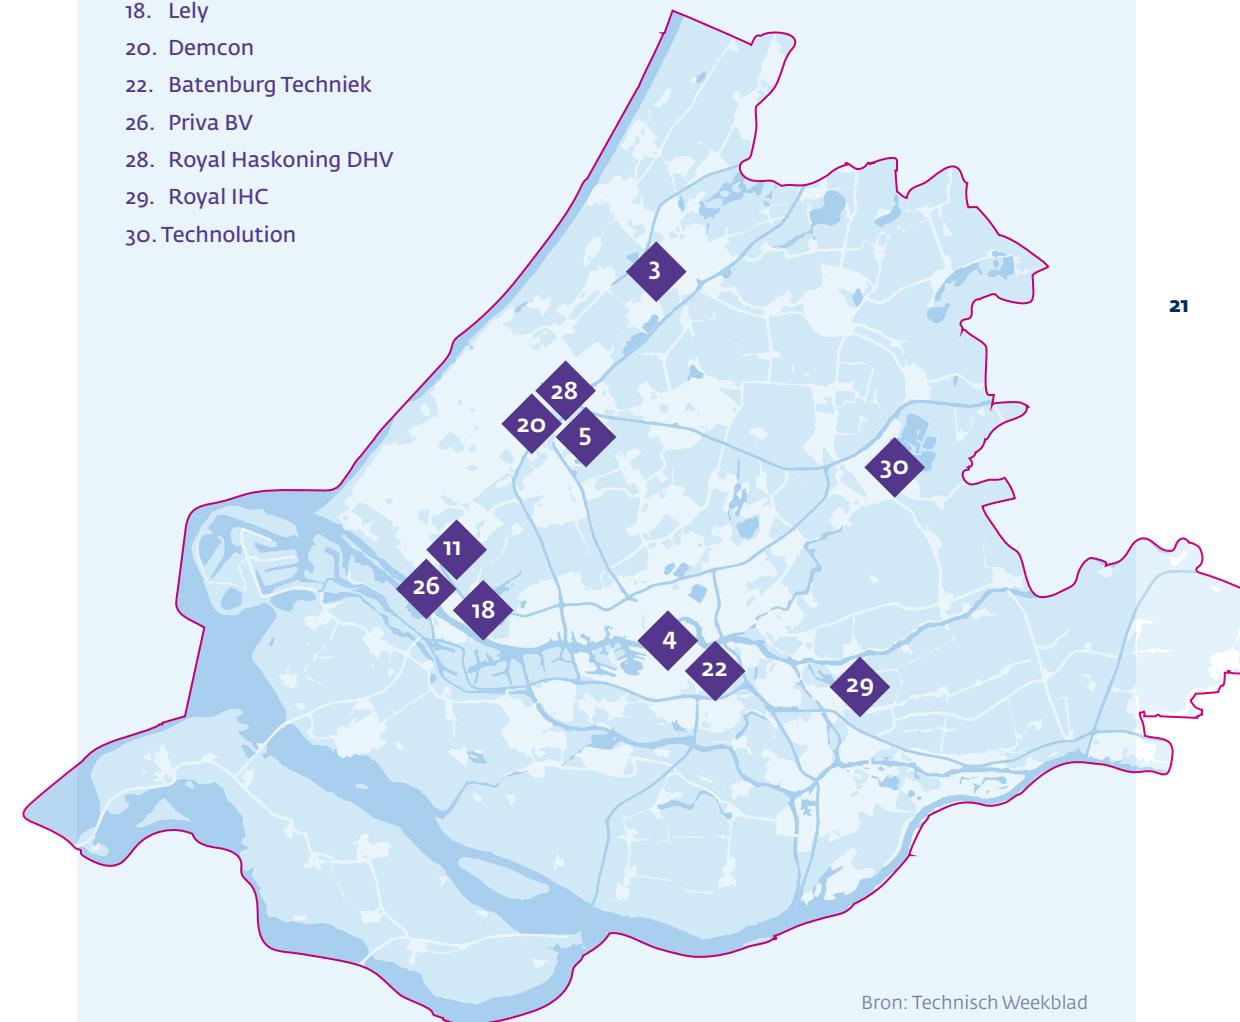 18. Lely
20. Demcon
22. Batenburg Techniek
26. Priva BV
28. Royal Haskoning DHV
29. Royal IHC
30. Technolution
3
21
28
20
5
30
11
26
18
4
22
29
Bron: Technisch Weekblad